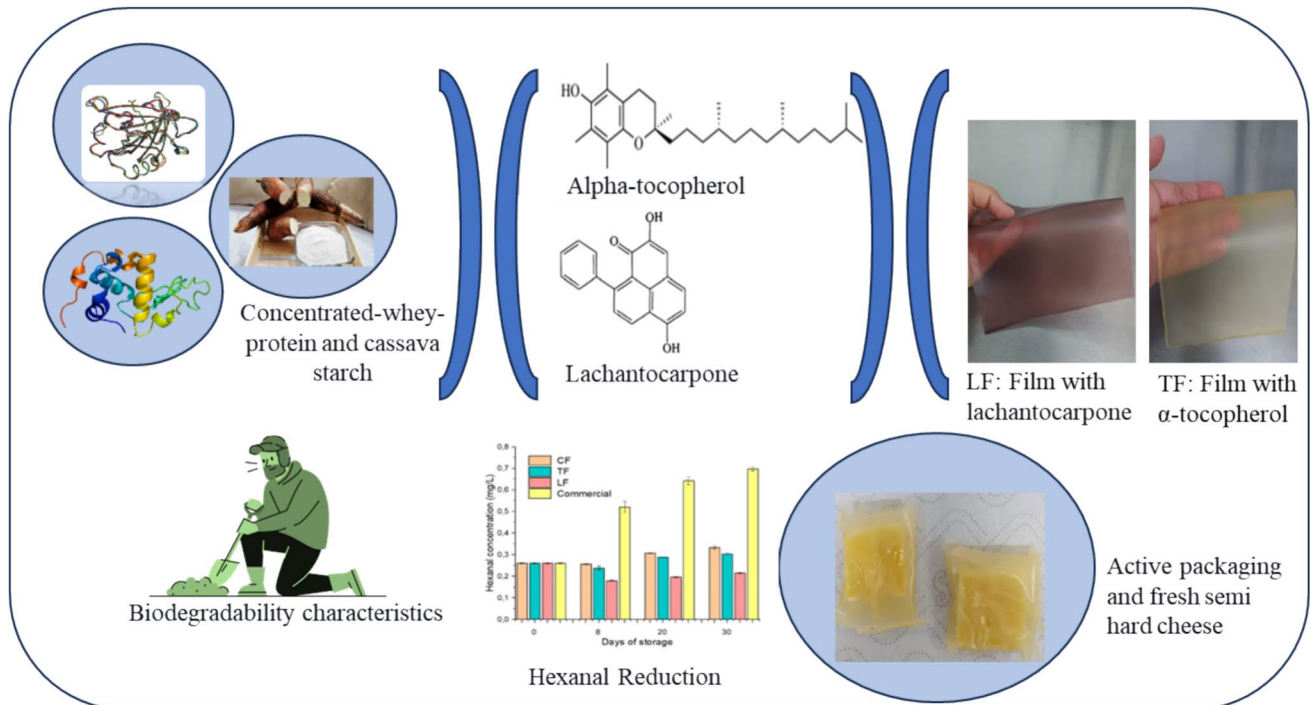 HO
O
Alpha-tocopherol
OH
O
OH
Lachantocarpone
Concentrated-whey-
protein and cassava
starch
LF: Film with
lachantocarpone
TF: Film with
α-tocopherol
Biodegradability characteristics
Hexanal concentration (mg/L)
0,8
0,7
0,6
0,5
0,4
0,3
0,2
0,1
0,0
CF
TF
LF
Commercial
0
8
20
30
Days of storage
Hexanal Reduction
Active packaging
and fresh semi
hard cheese